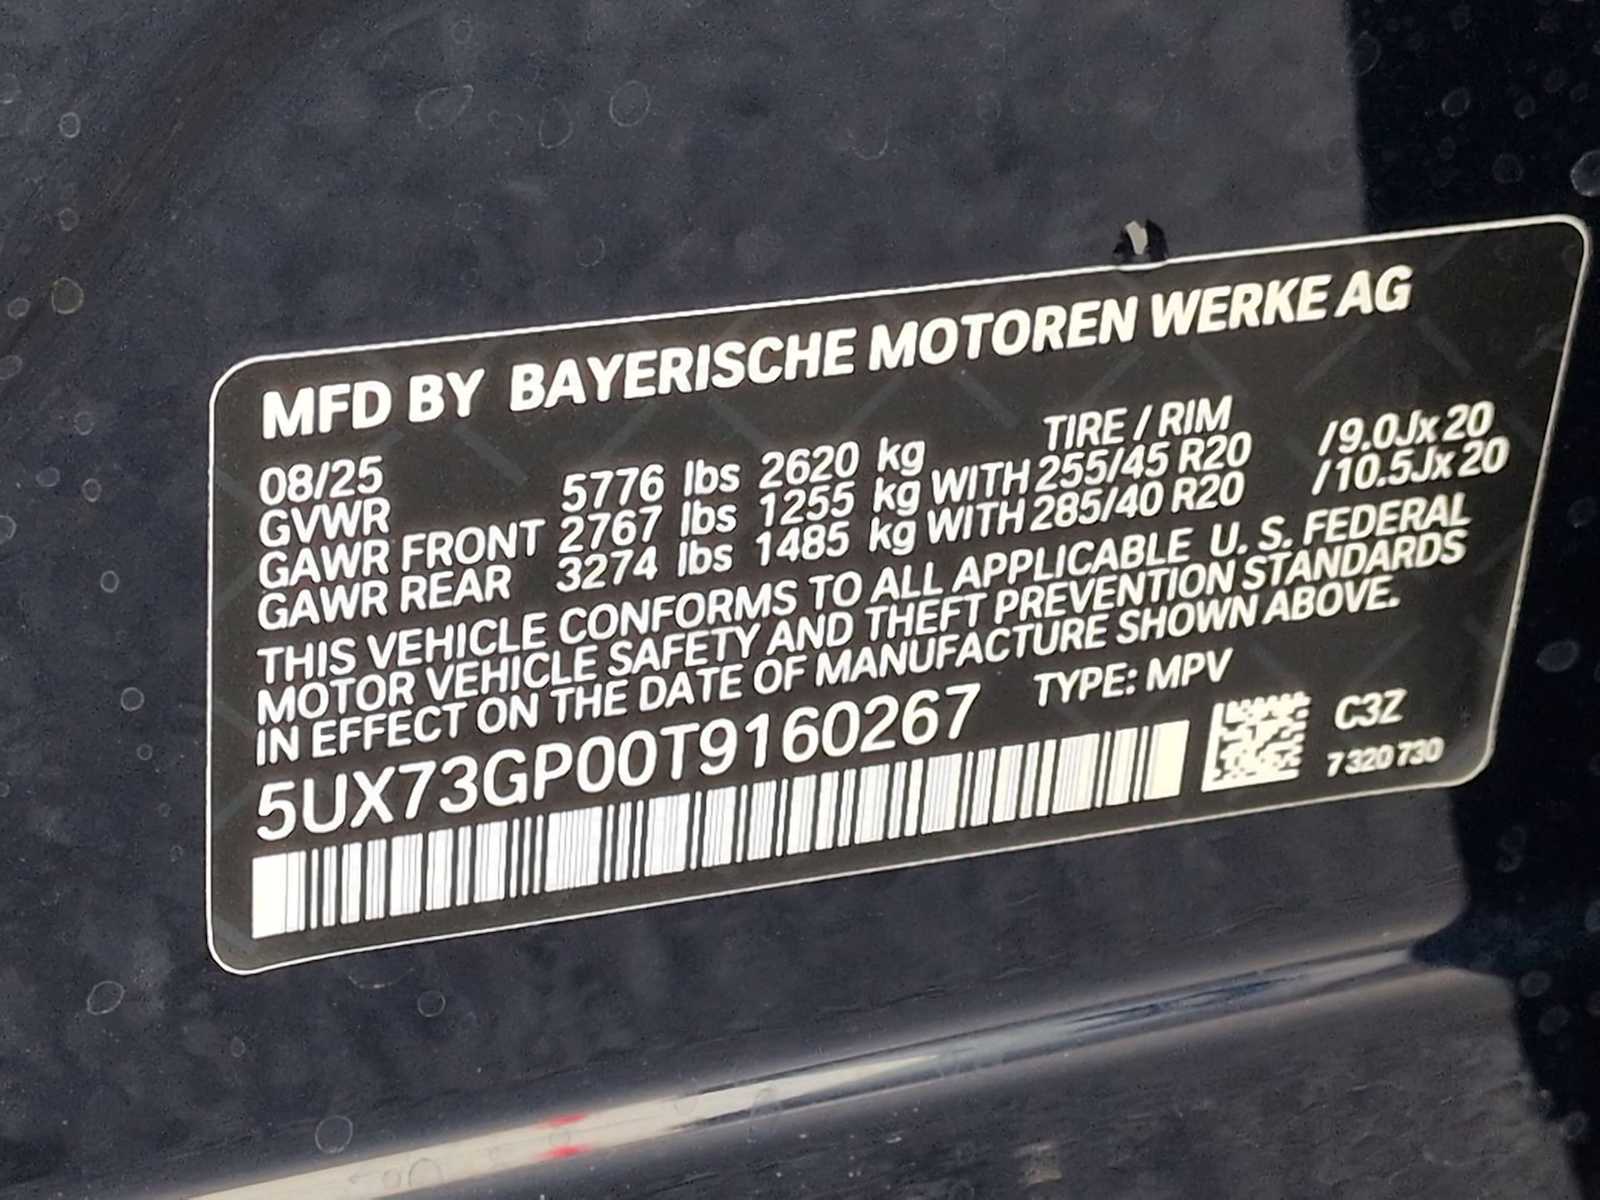 MFD BY BAYERISCHE MOTOREN WERKE AG
08/25 TIRE / RIM
GVWR 5776 lbs 2620 kg
GAWR FRONT 2767 lbs 1255 kg WITH 255/45 R20 /9.0Jx20
GAWR REAR 3274 lbs 1485 kg WITH 285/40 R20 /10.5Jx20
THIS VEHICLE CONFORMS TO ALL APPLICABLE U. S. FEDERAL
MOTOR VEHICLE SAFETY AND THEFT PREVENTION STANDARDS
IN EFFECT ON THE DATE OF MANUFACTURE SHOWN ABOVE.
5UX73GP00T9160267 TYPE: MPV
C3Z
7 320 730